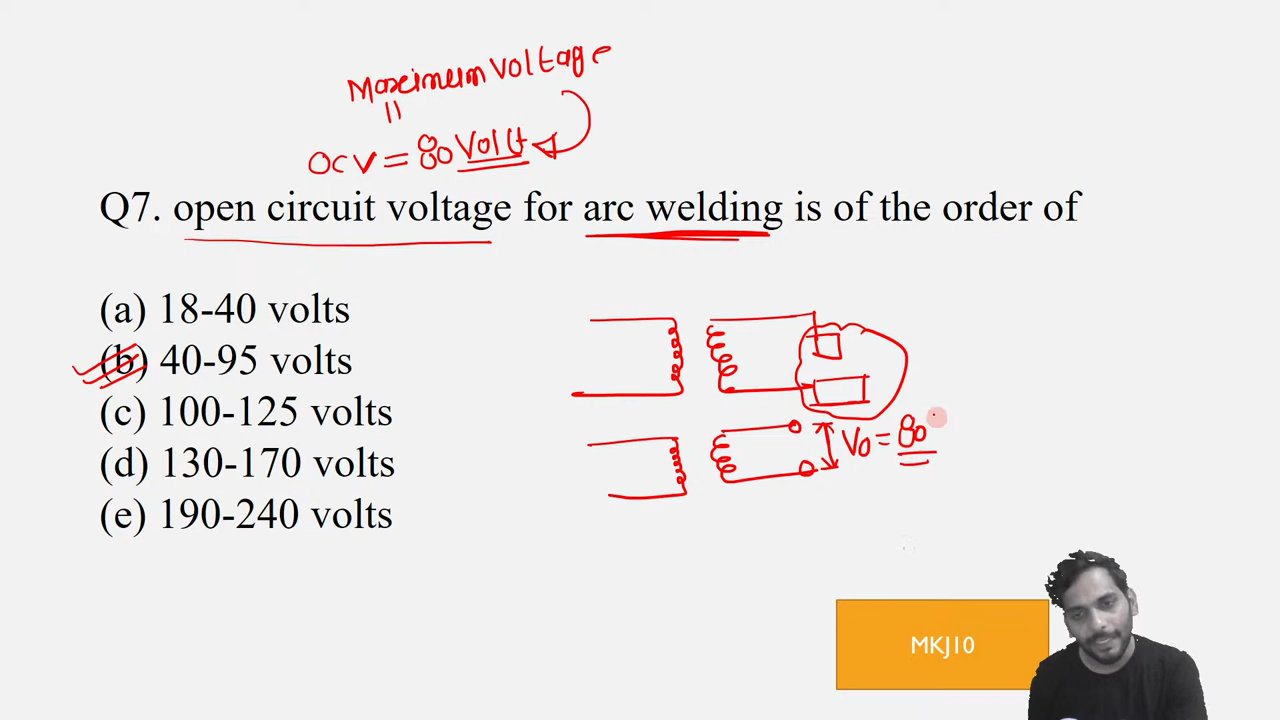 Maximum Voltage
OCV = 80 Volt
Q7. open circuit voltage for arc welding is of the order of
(a) 18-40 volts
(b) 40-95 volts
(c) 100-125 volts
(d) 130-170 volts
(e) 190-240 volts
V0 = 80
MKJ10